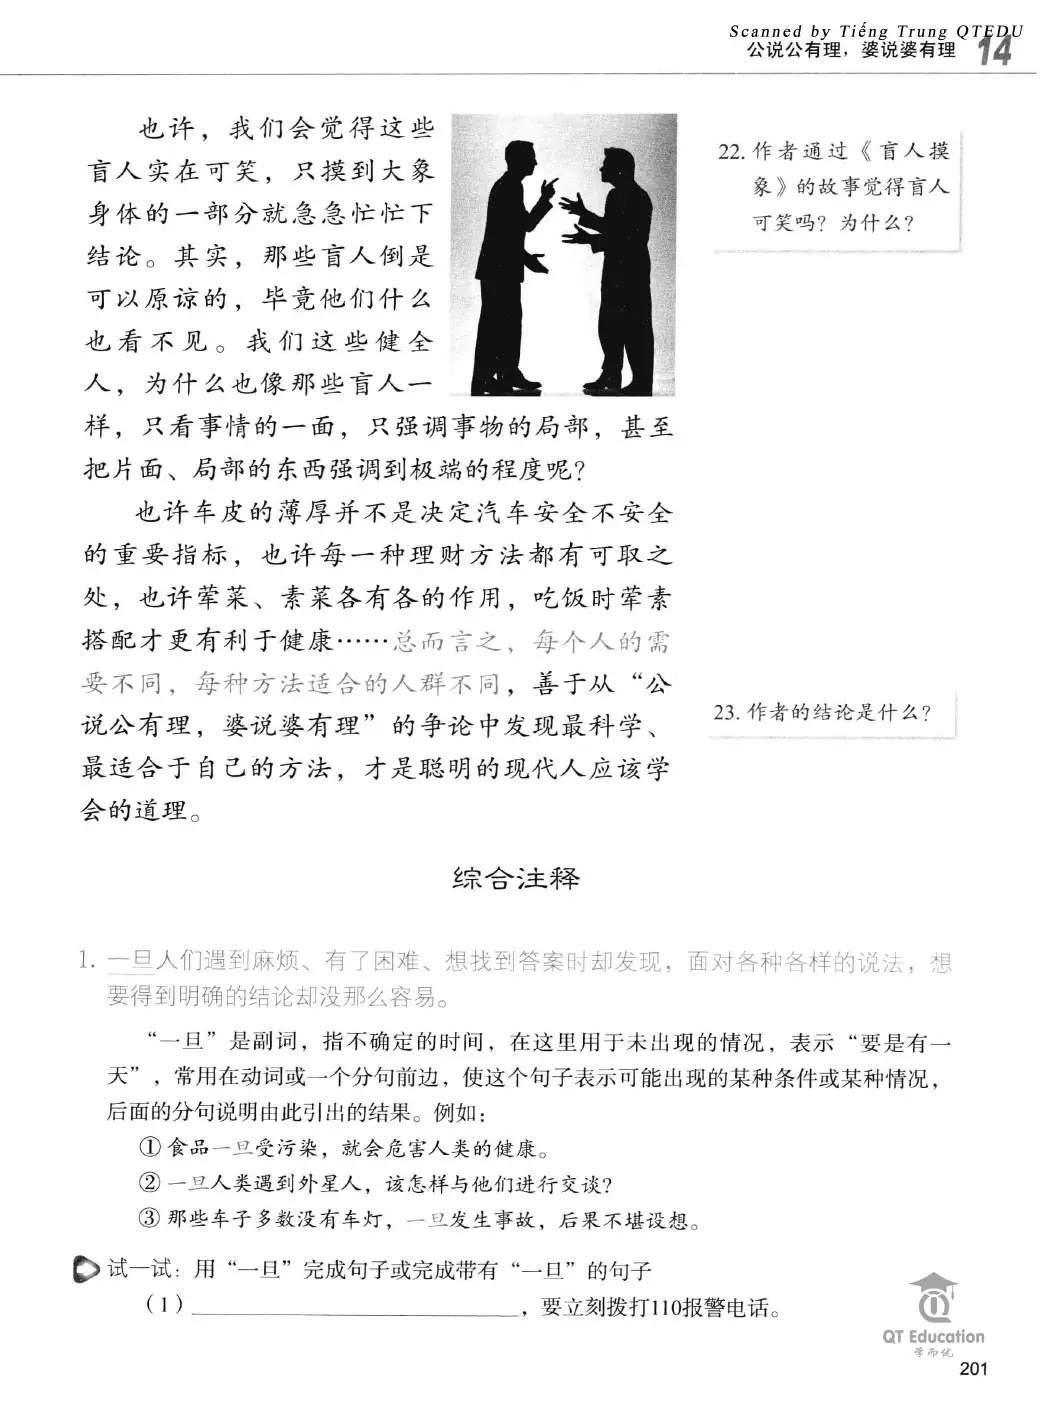 Scanned by Tiếng Trung QTEDU
公说公有理，婆说婆有理 14
也许，我们会觉得这些
盲人实在可笑，只摸到大象
身体的一部分就急急忙忙下
结论。其实，那些盲人倒是
可以原谅的，毕竟他们什么
也看不见。我们这些健全
人，为什么也像那些盲人一
样，只看事情的一面，只强调事物的局部，甚至
把片面、局部的东西强调到极端的程度呢？
22. 作者通过《盲人摸
象》的故事觉得盲人
可笑吗？为什么？
也许车皮的薄厚并不是决定汽车安全不安全
的重要指标，也许每一种理财方法都有可取之
处，也许荤菜、素菜各有各的作用，吃饭时荤素
搭配才更有利于健康……总而言之，每个人的需
要不同，每种方法适合的人群不同，善于从“公
说公有理，婆说婆有理”的争论中发现最科学、
最适合于自己的方法，才是聪明的现代人应该学
会的道理。
23. 作者的结论是什么？
综合注释
1. 一旦人们遇到麻烦、有了困难、想找到答案时却发现，面对各种各样的说法，想
要得到明确的结论却没那么容易。
“一旦”是副词，指不确定的时间，在这里用于未出现的情况，表示“要是有一
天”，常用在动词或一个分句前边，使这个句子表示可能出现的某种条件或某种情况，
后面的分句说明由此引出的结果。例如：
① 食品一旦受污染，就会危害人类的健康。
② 一旦人类遇到外星人，该怎样与他们进行交谈？
③ 那些车子多数没有车灯，一旦发生事故，后果不堪设想。
试一试：用“一旦”完成句子或完成带有“一旦”的句子
（1）______________________________，要立刻拨打110报警电话。
QT Education
学而优
201